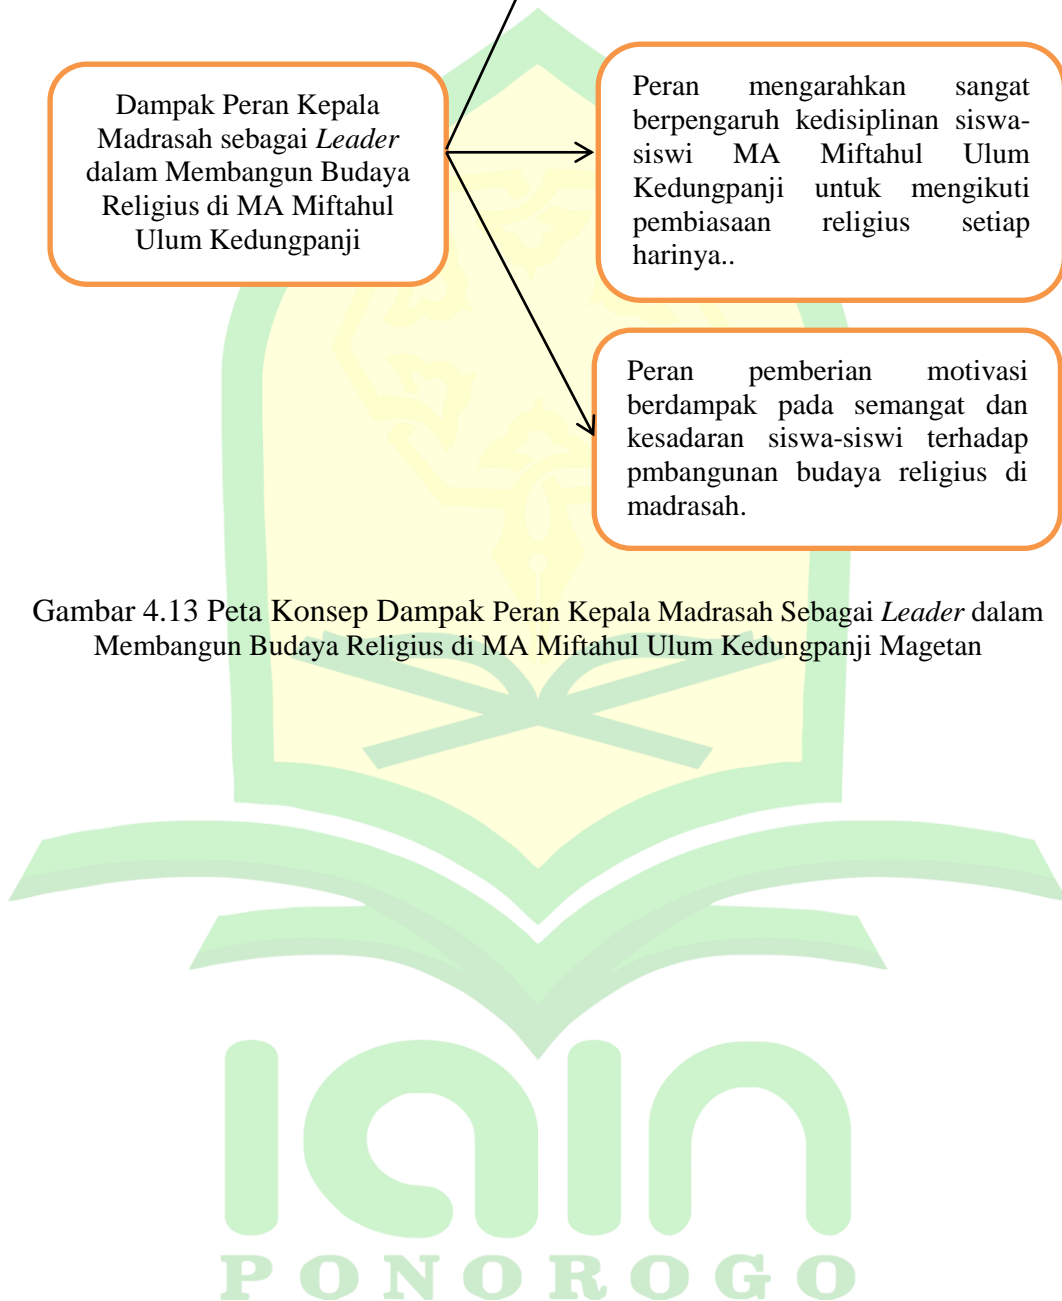 Dampak Peran Kepala
Madrasah sebagai Leader
dalam Membangun Budaya
Religius di MA Miftahul
Ulum Kedungpanji
Peran mengarahkan sangat
berpengaruh kedisiplinan siswa-
siswi MA Miftahul Ulum
Kedungpanji untuk mengikuti
pembiasaan religius setiap
harinya..
Peran pemberian motivasi
berdampak pada semangat dan
kesadaran siswa-siswi terhadap
pmbangunan budaya religius di
madrasah.
Gambar 4.13 Peta Konsep Dampak Peran Kepala Madrasah Sebagai Leader dalam
Membangun Budaya Religius di MA Miftahul Ulum Kedungpanji Magetan
iain
PONOROGO